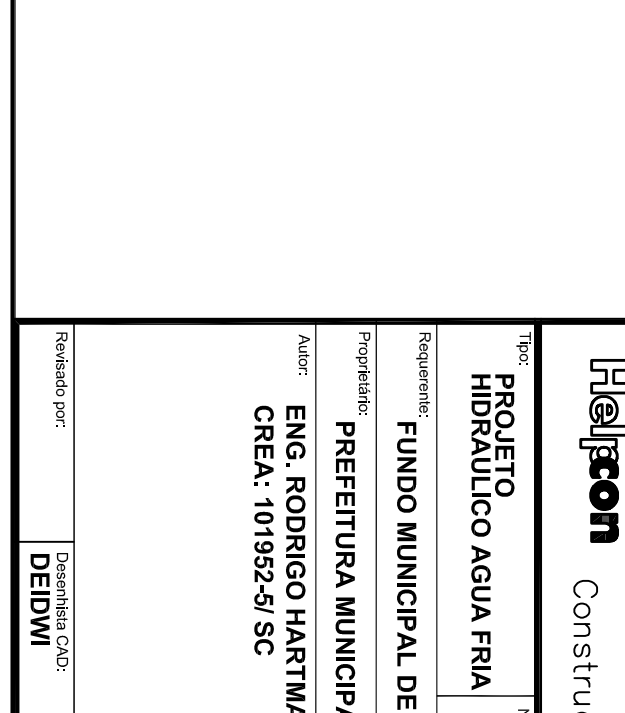 Helpcon
Constru
Tipo:
PROJETO
HIDRAULICO AGUA FRIA
Requerente:
FUNDO MUNICIPAL DE
Proprietário:
PREFEITURA MUNICIPA
Autor:
ENG. RODRIGO HARTMA
CREA: 101952-5/ SC
Revisado por:
Desenhista CAD:
DEIDWI